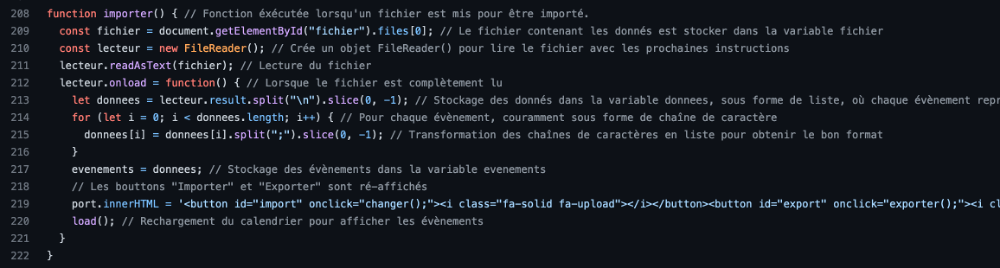 208 function importer() { // Fonction éxécutée lorsqu'un fichier est mis pour être importé.
209 const fichier = document.getElementById("fichier").files[0]; // Le fichier contenant les donnés est stocker dans la variable fichier
210 const lecteur = new FileReader(); // Crée un objet FileReader() pour lire le fichier avec les prochaines instructions
211 lecteur.readAsText(fichier); // Lecture du fichier
212 lecteur.onload = function() { // Lorsque le fichier est complètement lu
213 let donnees = lecteur.result.split("\n").slice(0, -1); // Stockage des donnés dans la variable donnees, sous forme de liste, où chaque évènement repr
214 for (let i = 0; i < donnees.length; i++) { // Pour chaque évènement, couramment sous forme de chaîne de caractère
215 donnees[i] = donnees[i].split(";").slice(0, -1); // Transformation des chaînes de caractères en liste pour obtenir le bon format
216 }
217 evenements = donnees; // Stockage des évènements dans la variable evenements
218 // Les bouttons "Importer" et "Exporter" sont ré-affichés
219 port.innerHTML = '<button id="import" onclick="changer();"><i class="fa-solid fa-upload"></i></button><button id="export" onclick="exporter();"><i cl
220 load(); // Rechargement du calendrier pour afficher les évènements
221 }
222 }